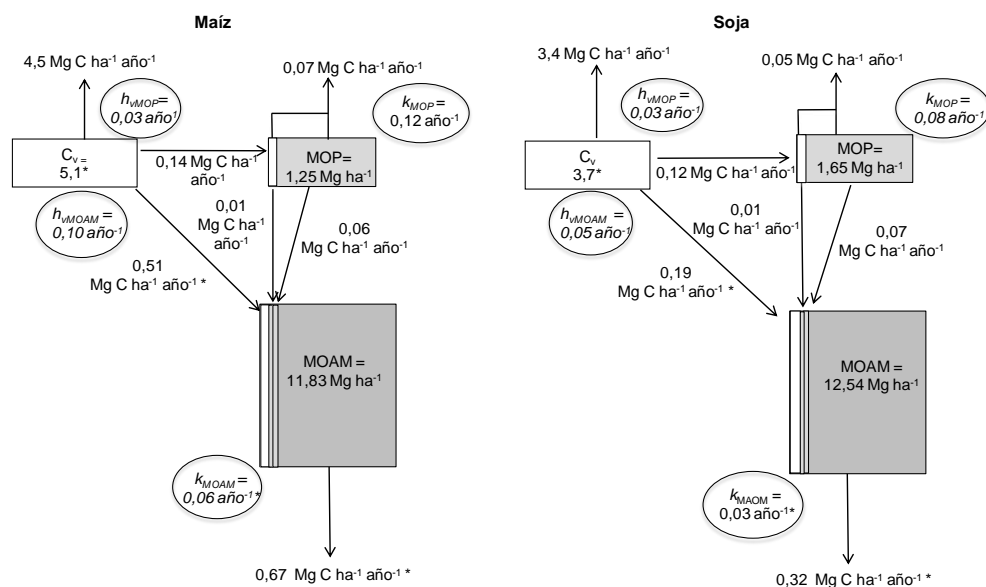 Maíz
4,5 Mg C ha⁻¹ año⁻¹
0,07 Mg C ha⁻¹ año⁻¹
hᵥMOP=
0,03 año¹
kMOP =
0,12 año⁻¹
Cᵥ =
5,1*
0,14 Mg C ha⁻¹
año⁻¹
MOP=
1,25 Mg ha⁻¹
hᵥMOAM =
0,10 año⁻¹
0,01
Mg C ha⁻¹
año⁻¹
0,06
Mg C ha⁻¹ año⁻¹
0,51
Mg C ha⁻¹ año⁻¹ *
MOAM =
11,83 Mg ha⁻¹
kMOAM =
0,06 año⁻¹*
0,67 Mg C ha⁻¹ año⁻¹ *
Soja
3,4 Mg C ha⁻¹ año⁻¹
0,05 Mg C ha⁻¹ año⁻¹
hᵥMOP=
0,03 año¹
kMOP =
0,08 año⁻¹
Cᵥ
3,7*
0,12 Mg C ha⁻¹ año⁻¹
MOP=
1,65 Mg ha⁻¹
hᵥMOAM =
0,05 año⁻¹
0,01
Mg C ha⁻¹ año⁻¹
0,07
Mg C ha⁻¹ año⁻¹
0,19
Mg C ha⁻¹ año⁻¹ *
MOAM =
12,54 Mg ha⁻¹
kMAOM =
0,03 año⁻¹*
0,32 Mg C ha⁻¹ año⁻¹ *